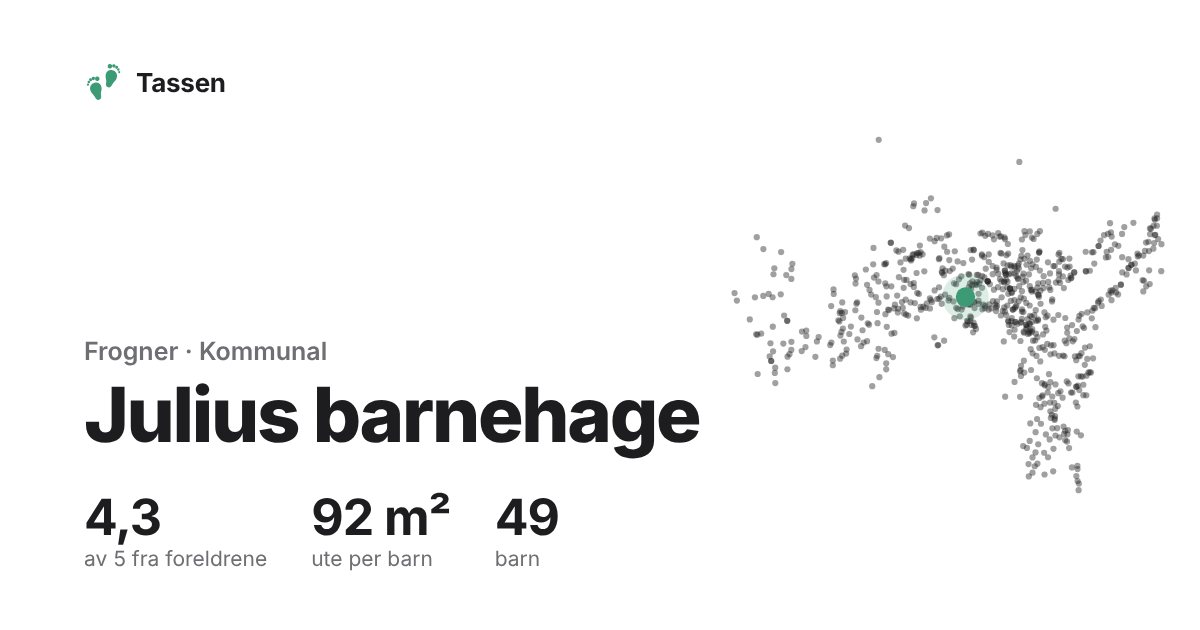 Tassen
Frogner · Kommunal
Julius barnehage
4,3 92 m² 49
av 5 fra foreldrene ute per barn barn